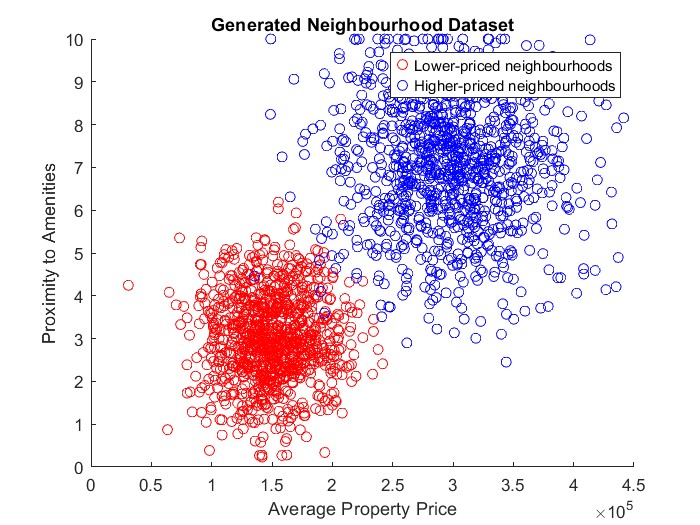 Generated Neighbourhood Dataset
Lower-priced neighbourhoods
Higher-priced neighbourhoods
Proximity to Amenities
10
9
8
7
6
5
4
3
2
1
0
0 0.5 1 1.5 2 2.5 3 3.5 4 4.5
Average Property Price
×10⁵